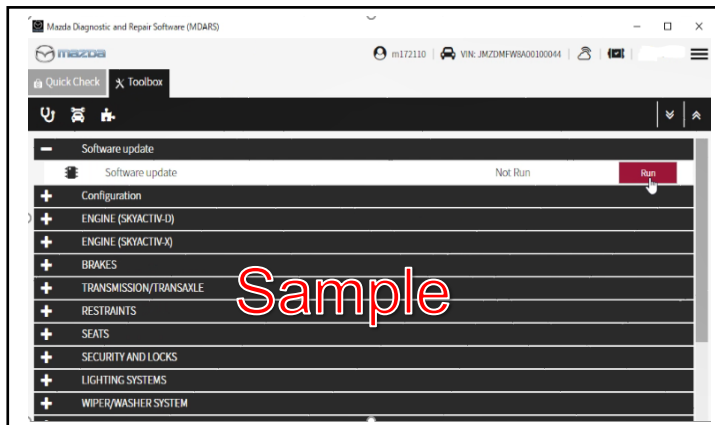 Mazda Diagnostic and Repair Software (MDARS)
mazda m172110 VIN: JMZDMFW8A00100044
Quick Check Toolbox
Software update
Software update Not Run Run
Configuration
ENGINE (SKYACTIV-D)
ENGINE (SKYACTIV-X)
BRAKES
TRANSMISSION/TRANSAXLE
Sample
RESTRAINTS
SEATS
SECURITY AND LOCKS
LIGHTING SYSTEMS
WIPER/WASHER SYSTEM